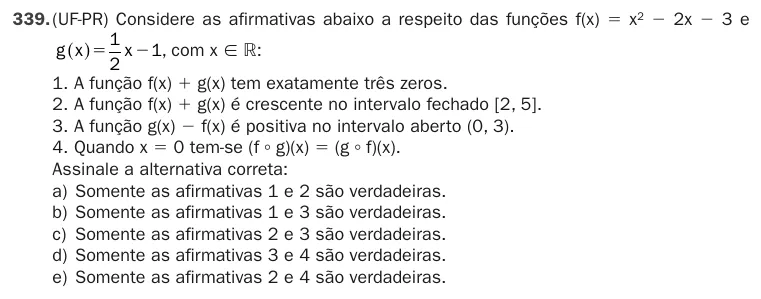 339.(UF-PR) Considere as afirmativas abaixo a respeito das funções f(x) = x² − 2x − 3 e
g(x) = 1/2 x − 1, com x ∈ ℝ:
1. A função f(x) + g(x) tem exatamente três zeros.
2. A função f(x) + g(x) é crescente no intervalo fechado [2, 5].
3. A função g(x) − f(x) é positiva no intervalo aberto (0, 3).
4. Quando x = 0 tem-se (f ∘ g)(x) = (g ∘ f)(x).
Assinale a alternativa correta:
a) Somente as afirmativas 1 e 2 são verdadeiras.
b) Somente as afirmativas 1 e 3 são verdadeiras.
c) Somente as afirmativas 2 e 3 são verdadeiras.
d) Somente as afirmativas 3 e 4 são verdadeiras.
e) Somente as afirmativas 2 e 4 são verdadeiras.